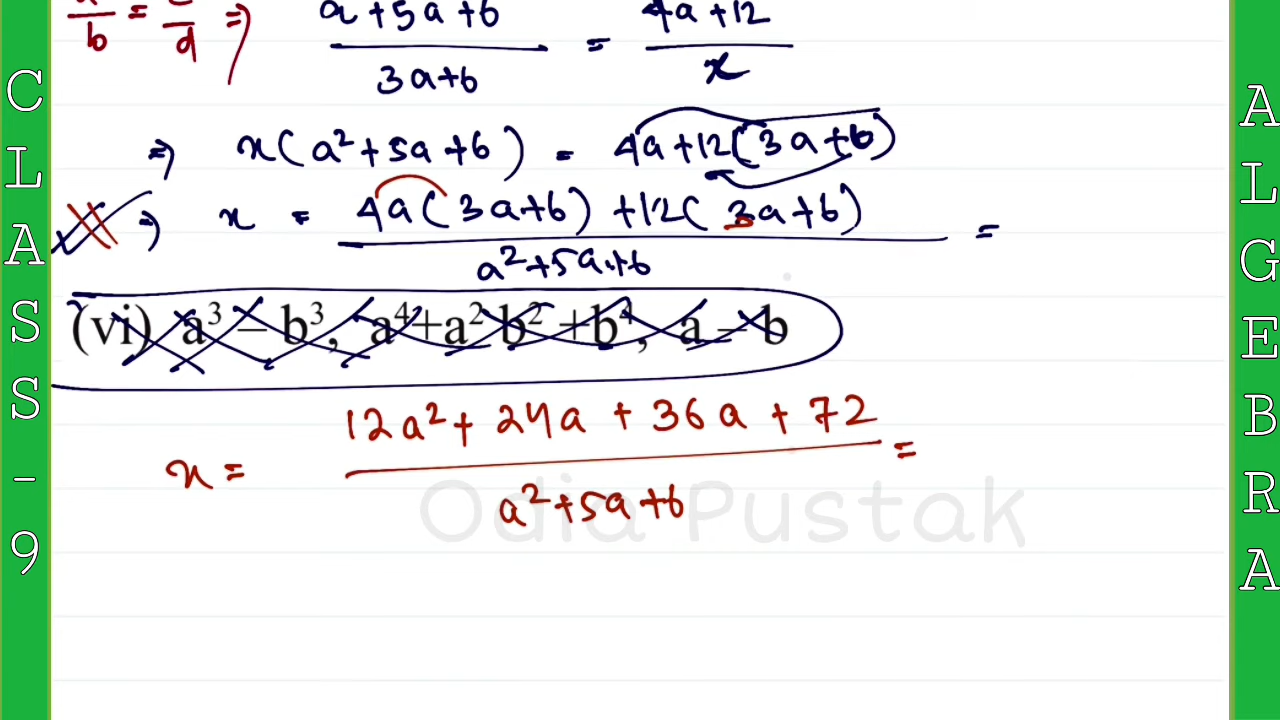 b = d ⇒ a²+5a+6 / 3a+6 = 4a+12 / x
⇒ x(a²+5a+6) = 4a+12(3a+6)
⇒ x = 4a(3a+6) +12(3a+6) / a²+5a+6 =
(vi) a³ – b³, a⁴+a² b² +b⁴, a – b
x = 12a²+ 24a + 36a + 72 / a²+5a+6 =
Odia Pustak
CLASS-9
ALGEBRA